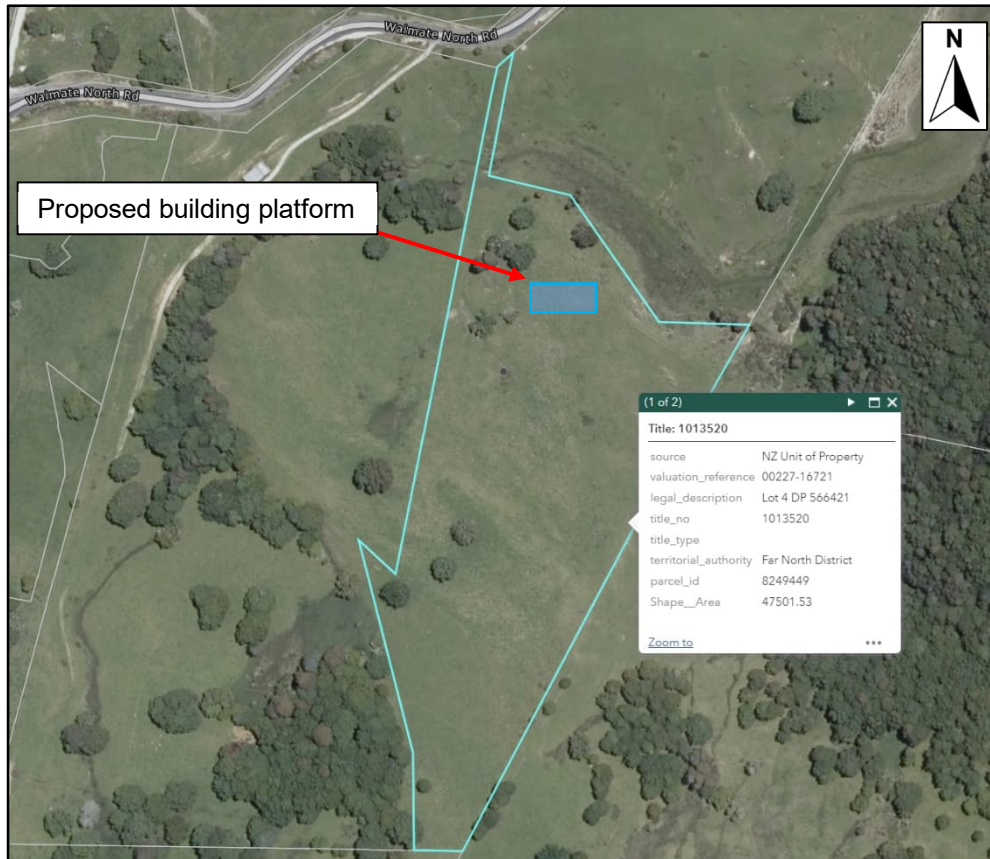 Waimate North Rd
Waimate North Rd
N
Proposed building platform
(1 of 2)
Title: 1013520
source NZ Unit of Property
valuation_reference 00227-16721
legal_description Lot 4 DP 566421
title_no 1013520
title_type
territorial_authority Far North District
parcel_id 8249449
Shape__Area 47501.53
Zoom to